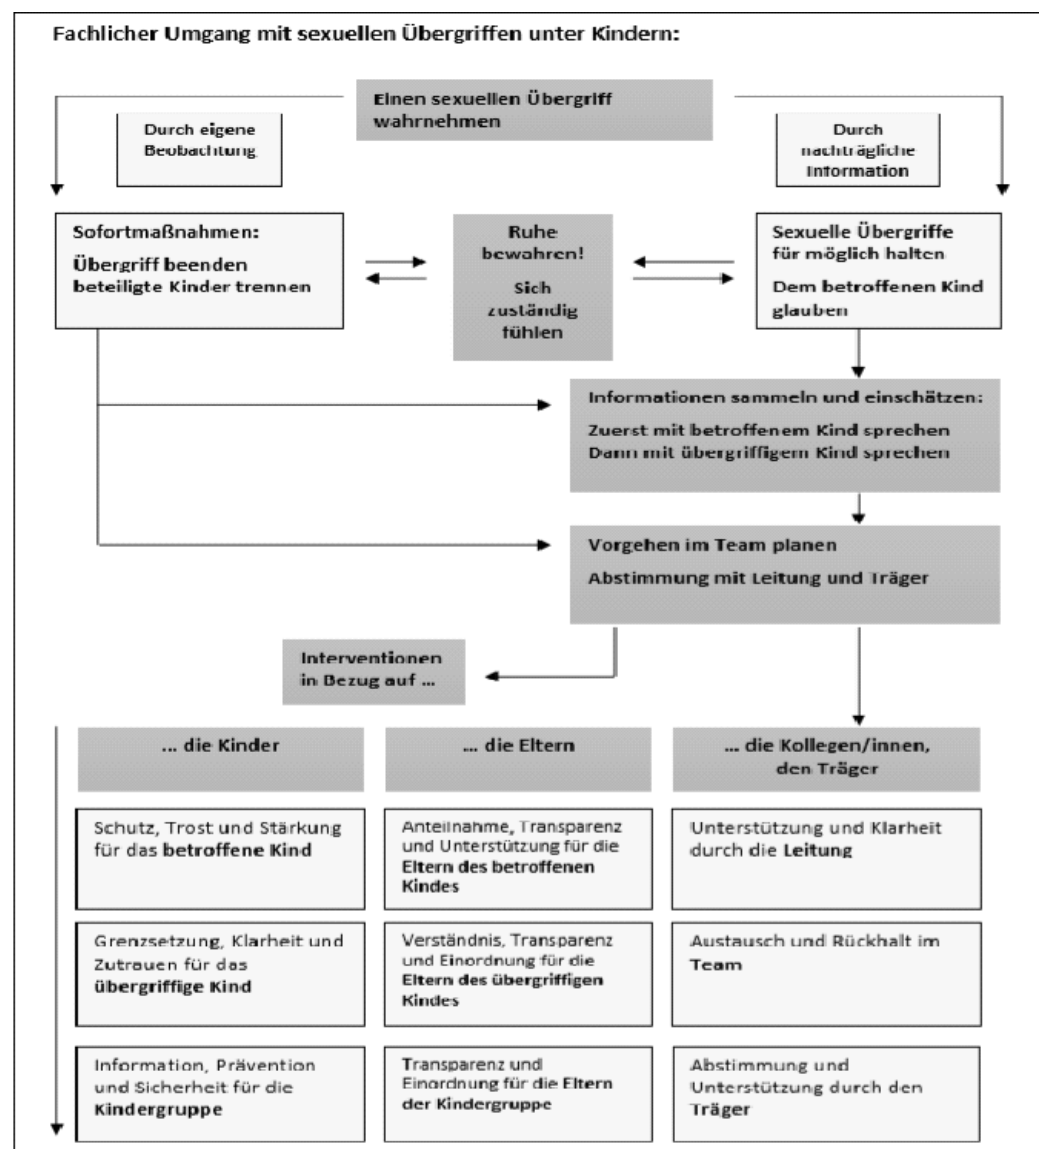 Fachlicher Umgang mit sexuellen Übergriffen unter Kindern:
Einen sexuellen Übergriff
wahrnehmen
Durch eigene
Beobachtung
Durch
nachträgliche
Information
Sofortmaßnahmen:
Übergriff beenden
beteiligte Kinder trennen
Ruhe
bewahren!
Sich
zuständig
fühlen
Sexuelle Übergriffe
für möglich halten
Dem betroffenen Kind
glauben
Informationen sammeln und einschätzen:
Zuerst mit betroffenem Kind sprechen
Dann mit übergriffigem Kind sprechen
Vorgehen im Team planen
Abstimmung mit Leitung und Träger
Interventionen
in Bezug auf ...
... die Kinder
... die Eltern
... die Kollegen/innen,
den Träger
Schutz, Trost und Stärkung
für das betroffene Kind
Anteilnahme, Transparenz
und Unterstützung für die
Eltern des betroffenen
Kindes
Unterstützung und Klarheit
durch die Leitung
Grenzsetzung, Klarheit und
Zutrauen für das
übergriffige Kind
Verständnis, Transparenz
und Einordnung für die
Eltern des übergriffigen
Kindes
Austausch und Rückhalt im
Team
Information, Prävention
und Sicherheit für die
Kindergruppe
Transparenz und
Einordnung für die Eltern
der Kindergruppe
Abstimmung und
Unterstützung durch den
Träger